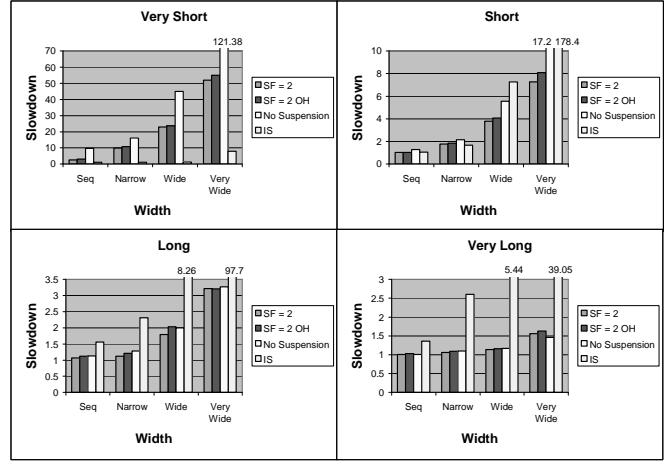 Very Short
121.38
70
60
50
40
30
20
10
0
Slowdown
Seq Narrow Wide Very Wide
Width
SF = 2
SF = 2 OH
No Suspension
IS
Short
17.2 178.4
10
8
6
4
2
0
Slowdown
Seq Narrow Wide Very Wide
Width
SF = 2
SF = 2 OH
No Suspension
IS
Long
8.26 97.7
3.5
3
2.5
2
1.5
1
0.5
0
Slowdown
Seq Narrow Wide Very Wide
Width
SF = 2
SF = 2 OH
No Suspension
IS
Very Long
5.44 39.05
3
2.5
2
1.5
1
0.5
0
Slowdown
Seq Narrow Wide Very Wide
Width
SF = 2
SF = 2 OH
No Suspension
IS